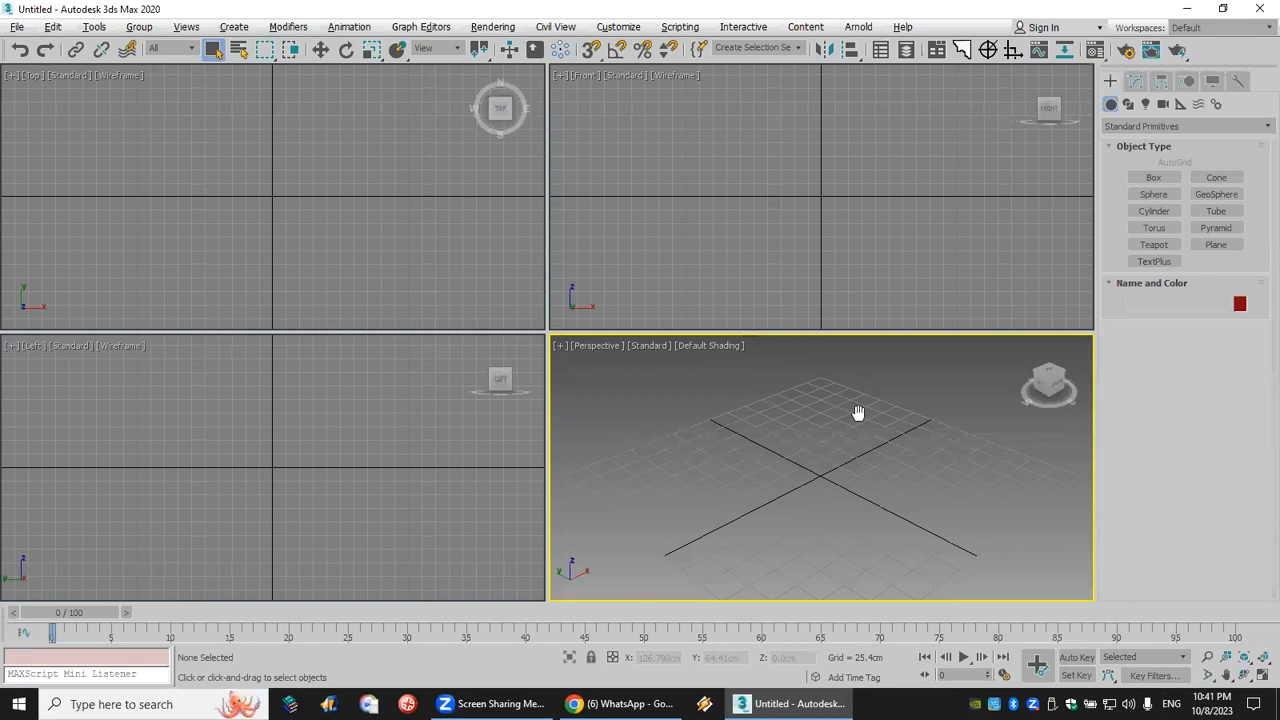 Untitled - Autodesk 3ds Max 2020
File Edit Tools Group Views Create Modifiers Animation Graph Editors Rendering Civil View Customize Scripting Interactive Content Arnold Help Sign In Workspaces: Default
All View Create Selection Se
[+] [Top] [Standard] [Wireframe]
[+] [Front] [Standard] [Wireframe]
N
W TOP E
S
FRONT
Standard Primitives
Object Type
AutoGrid
Box Cone
Sphere GeoSphere
Cylinder Tube
Torus Pyramid
Teapot Plane
TextPlus
Name and Color
y
z x
z
y x
[+] [Left] [Standard] [Wireframe]
[+] [Perspective] [Standard] [Default Shading]
LEFT
z
y x
z
y x
< 0 / 100 >
0 5 10 15 20 25 30 35 40 45 50 55 60 65 70 75 80 85 90 95 100
None Selected X: 126.798cm Y: 64.41cm Z: 0.0cm Grid = 25.4cm Auto Key Selected
MAXScript Mini Listener Click or click-and-drag to select objects Add Time Tag 0 Set Key Key Filters...
Type here to search
Screen Sharing Me...
(6) WhatsApp - Go...
Untitled - Autodesk...
ENG
10:41 PM
10/8/2023